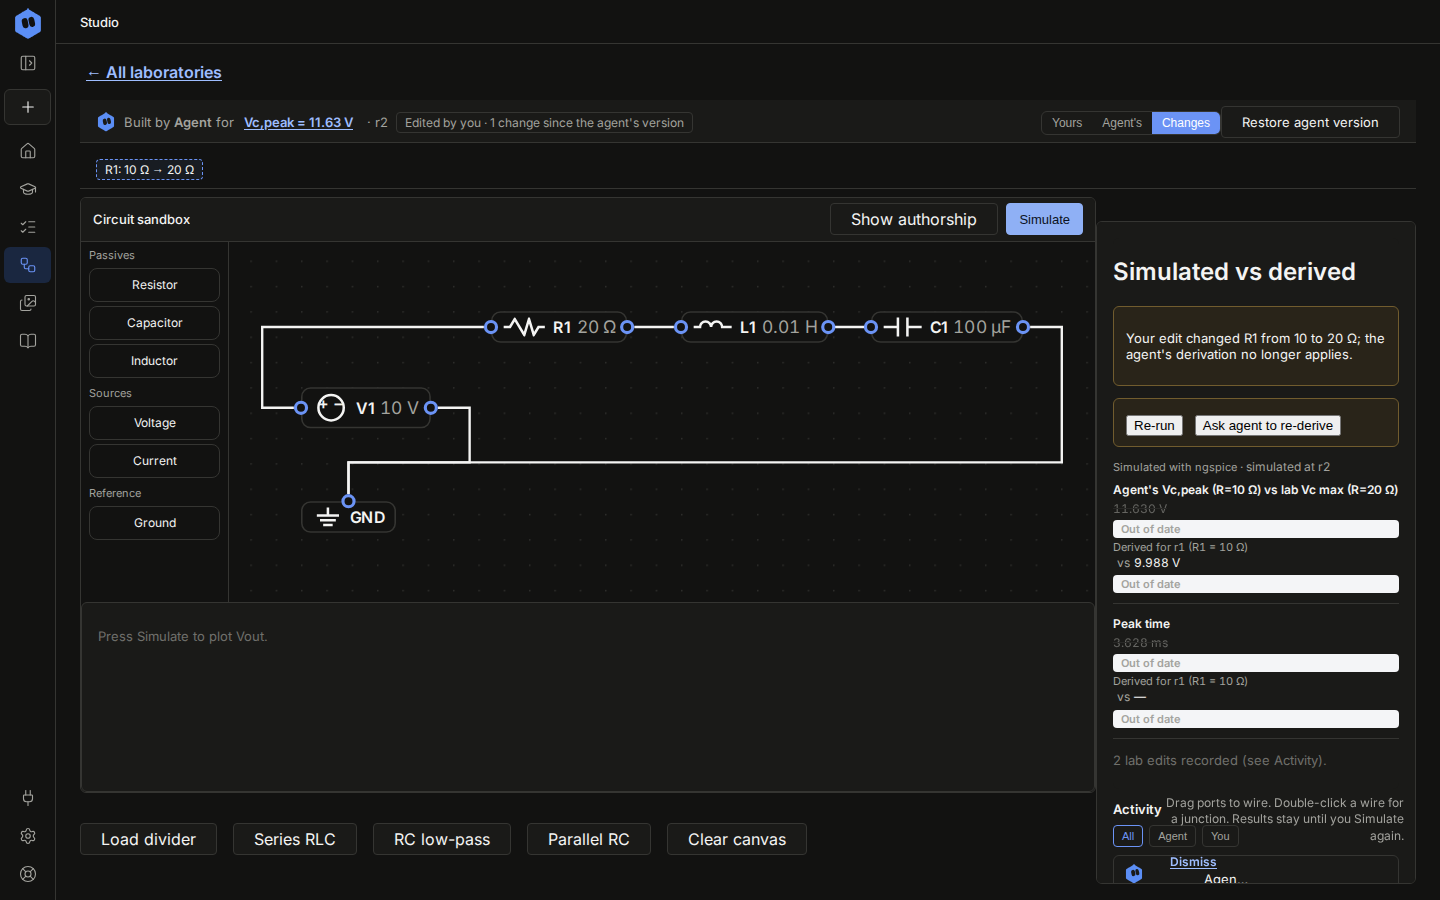 Studio
← All laboratories
Built by Agent for Vc,peak = 11.63 V · r2 Edited by you · 1 change since the agent's version Yours Agent's Changes Restore agent version
R1: 10 Ω → 20 Ω
Circuit sandbox Show authorship Simulate
Passives
Resistor
Capacitor
Inductor
Sources
Voltage
Current
Reference
Ground
R1 20 Ω L1 0.01 H C1 100 µF
V1 10 V
GND
Press Simulate to plot Vout.
Load divider Series RLC RC low-pass Parallel RC Clear canvas
Simulated vs derived
Your edit changed R1 from 10 to 20 Ω; the
agent's derivation no longer applies.
Re-run Ask agent to re-derive
Simulated with ngspice · simulated at r2
Agent's Vc,peak (R=10 Ω) vs lab Vc max (R=20 Ω)
11.630 V
Out of date
Derived for r1 (R1 = 10 Ω)
vs 9.988 V
Out of date
Peak time
3.628 ms
Out of date
Derived for r1 (R1 = 10 Ω)
vs —
Out of date
2 lab edits recorded (see Activity).
Activity
Drag ports to wire. Double-click a wire for
a junction. Results stay until you Simulate
again.
All Agent You
Dismiss
Agen...